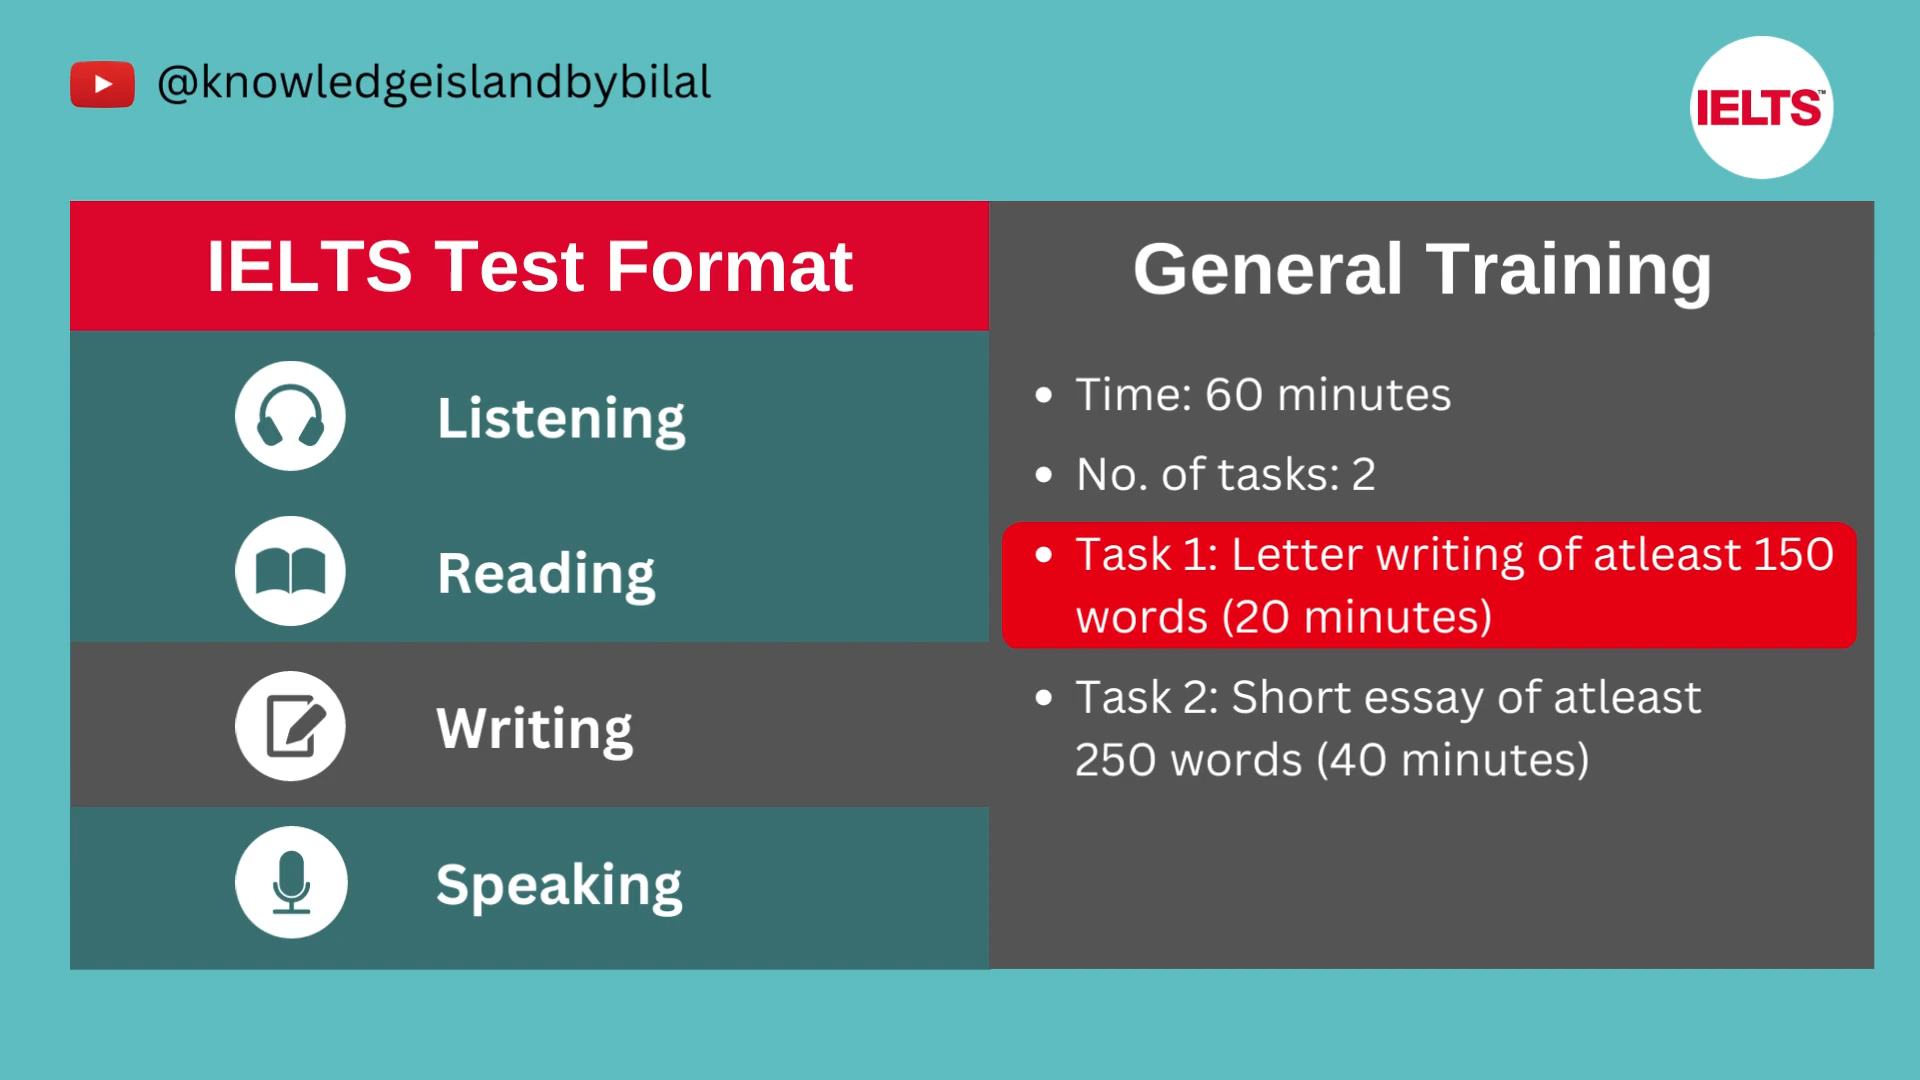 @knowledgeislandbybilal
IELTS™
IELTS Test Format
General Training
Listening
Reading
Writing
Speaking
• Time: 60 minutes
• No. of tasks: 2
• Task 1: Letter writing of atleast 150
words (20 minutes)
• Task 2: Short essay of atleast
250 words (40 minutes)